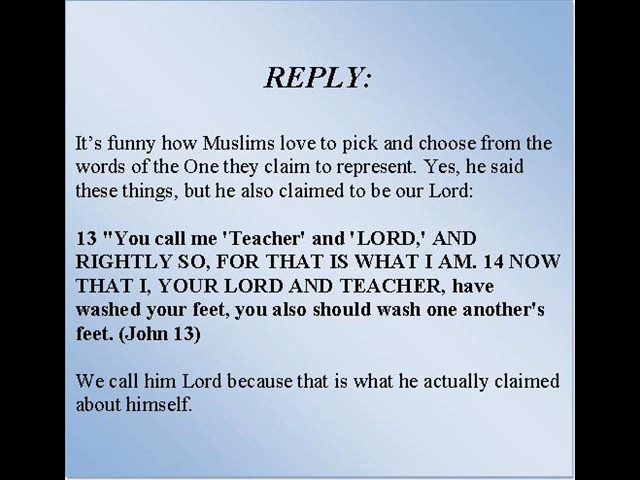 REPLY:
It's funny how Muslims love to pick and choose from the
words of the One they claim to represent. Yes, he said
these things, but he also claimed to be our Lord:
13 "You call me 'Teacher' and 'LORD,' AND
RIGHTLY SO, FOR THAT IS WHAT I AM. 14 NOW
THAT I, YOUR LORD AND TEACHER, have
washed your feet, you also should wash one another's
feet. (John 13)
We call him Lord because that is what he actually claimed
about himself.